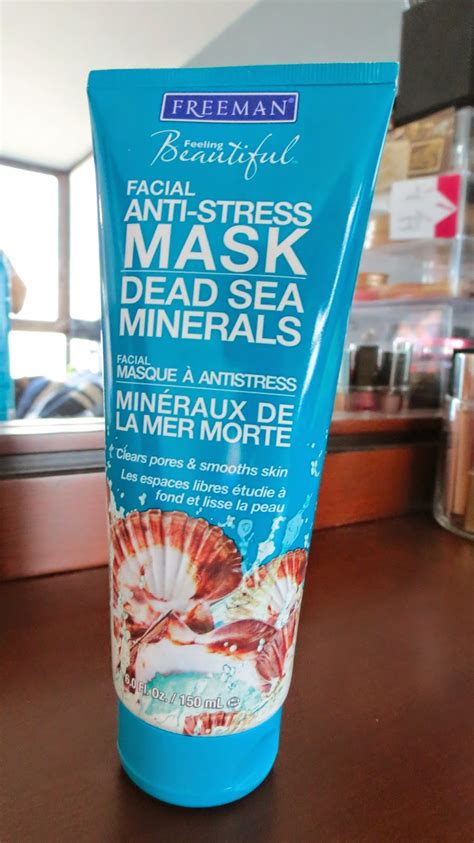 FREEMAN
Feeling
Beautiful
FACIAL
ANTI-STRESS
MASK
DEAD SEA
MINERALS
FACIAL
MASQUE À ANTISTRESS
MINÉRAUX DE
LA MER MORTE
Clears pores & smooths skin
Les espaces libres étudie à
fond et lisse la peau
6.0 Fl. Oz. / 150 mL ℮